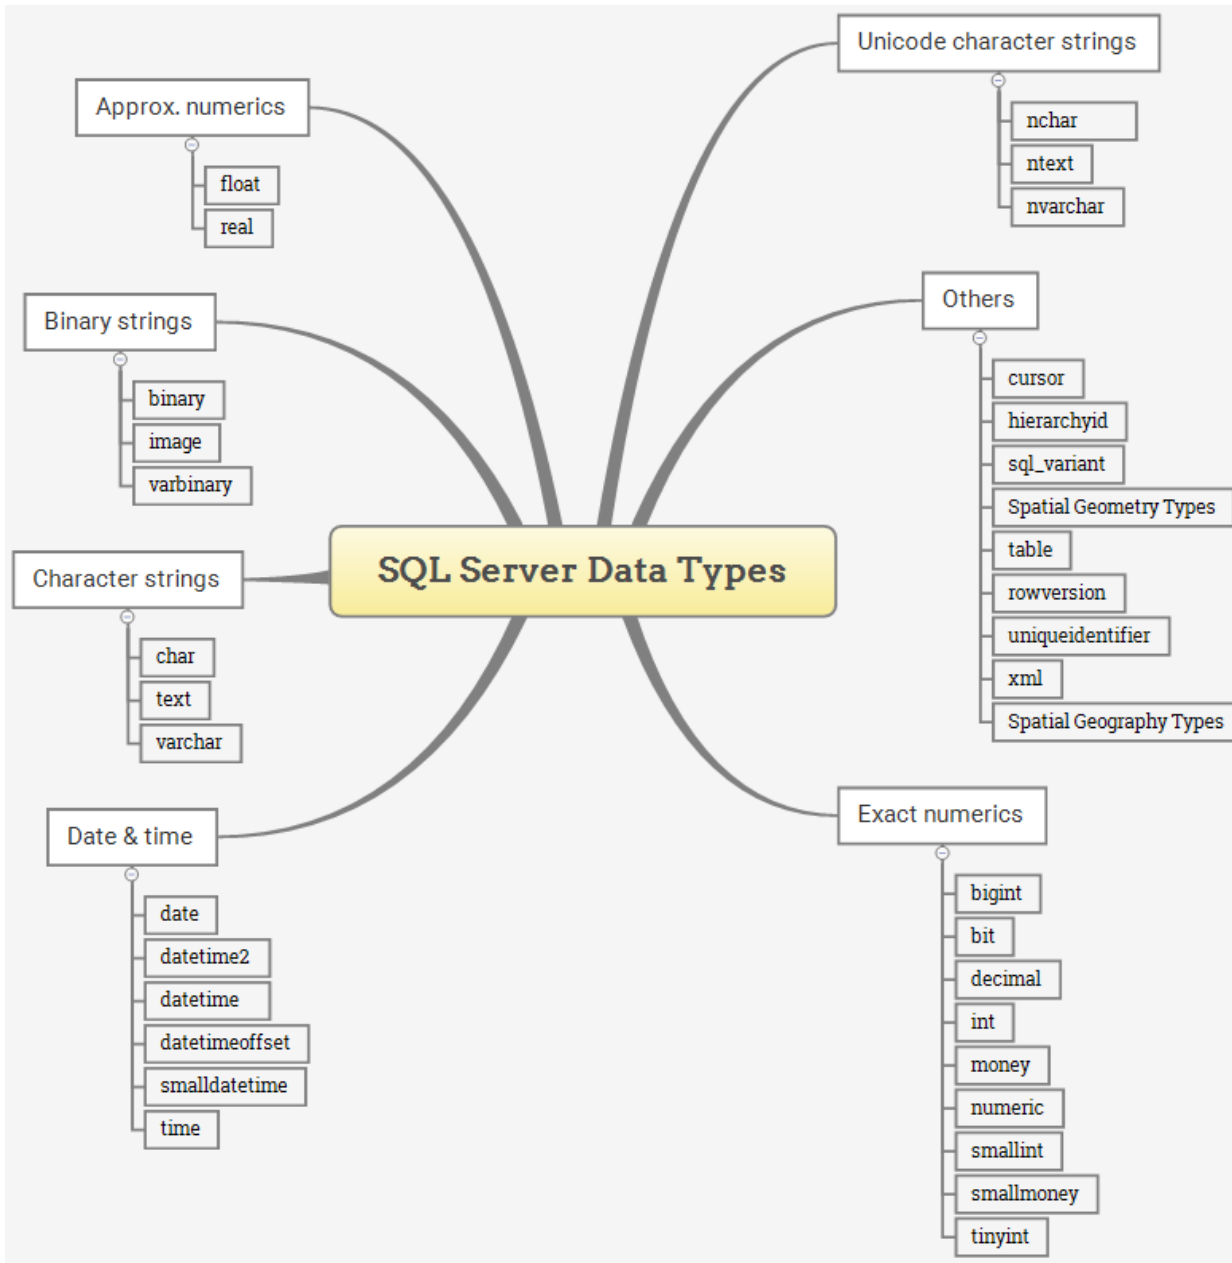 Approx. numerics
float
real
Binary strings
binary
image
varbinary
Character strings
char
text
varchar
Date & time
date
datetime2
datetime
datetimeoffset
smalldatetime
time
SQL Server Data Types
Unicode character strings
nchar
ntext
nvarchar
Others
cursor
hierarchyid
sql_variant
Spatial Geometry Types
table
rowversion
uniqueidentifier
xml
Spatial Geography Types
Exact numerics
bigint
bit
decimal
int
money
numeric
smallint
smallmoney
tinyint